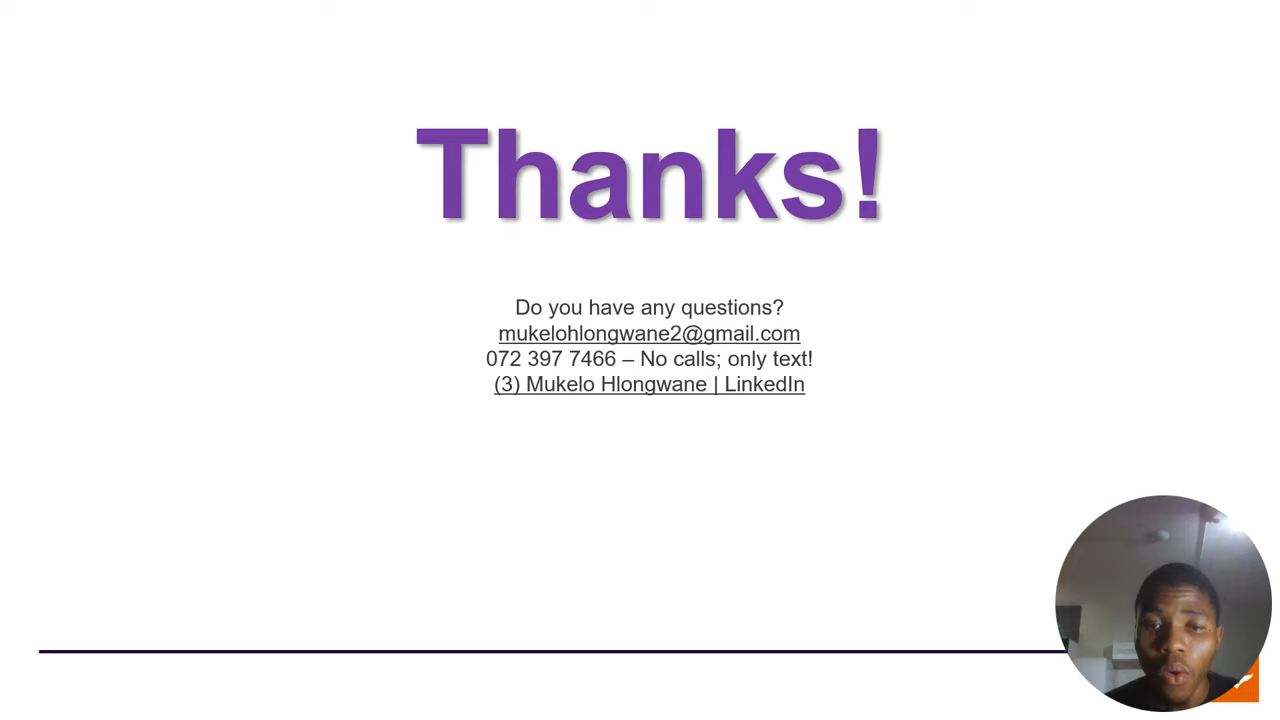 Thanks!
Do you have any questions?
mukelohlongwane2@gmail.com
072 397 7466 – No calls; only text!
(3) Mukelo Hlongwane | LinkedIn